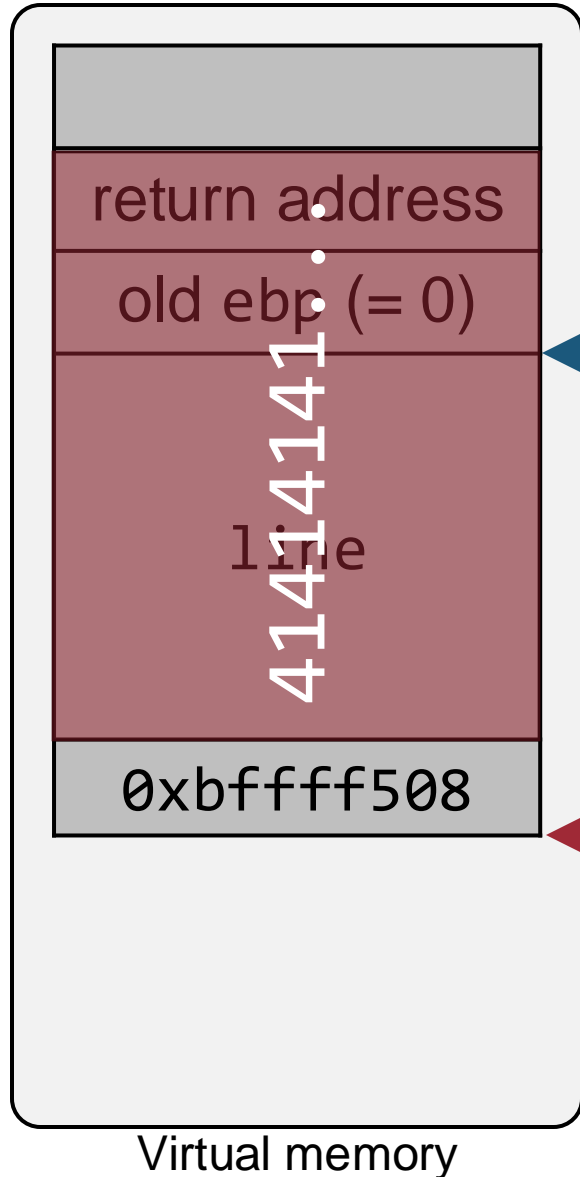 return address
old ebp (= 0)
line
41414141...
0xbffff508
Virtual memory